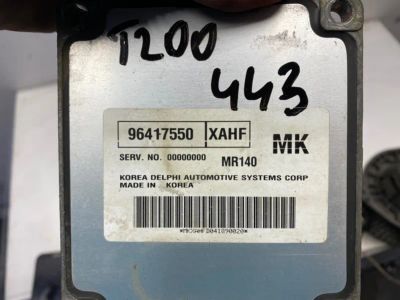 T200
443
96417550 XAHF MK
SERV. NO. 00000000 MR140
KOREA DELPHI AUTOMOTIVE SYSTEMS CORP
MADE IN KOREA